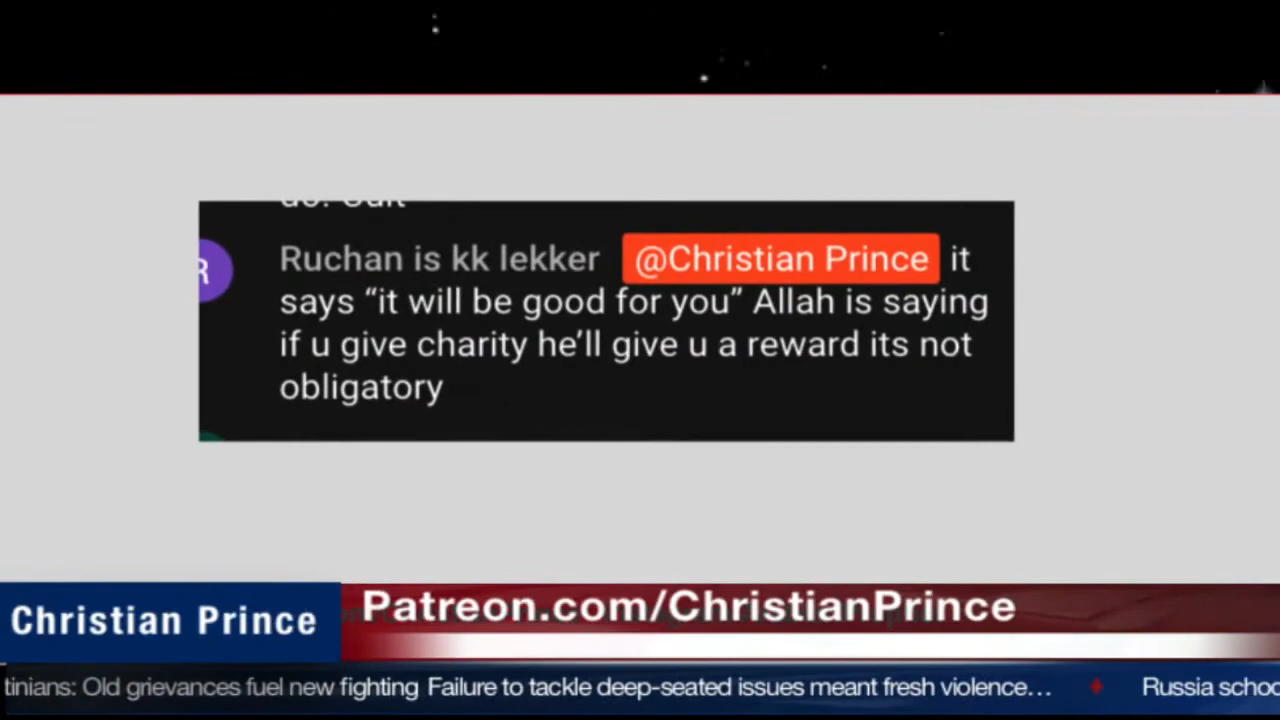 Ruchan is kk lekker @Christian Prince it
says “it will be good for you” Allah is saying
if u give charity he’ll give u a reward its not
obligatory
R
Christian Prince
Patreon.com/ChristianPrince
tinians: Old grievances fuel new fighting Failure to tackle deep-seated issues meant fresh violence… Russia schoo